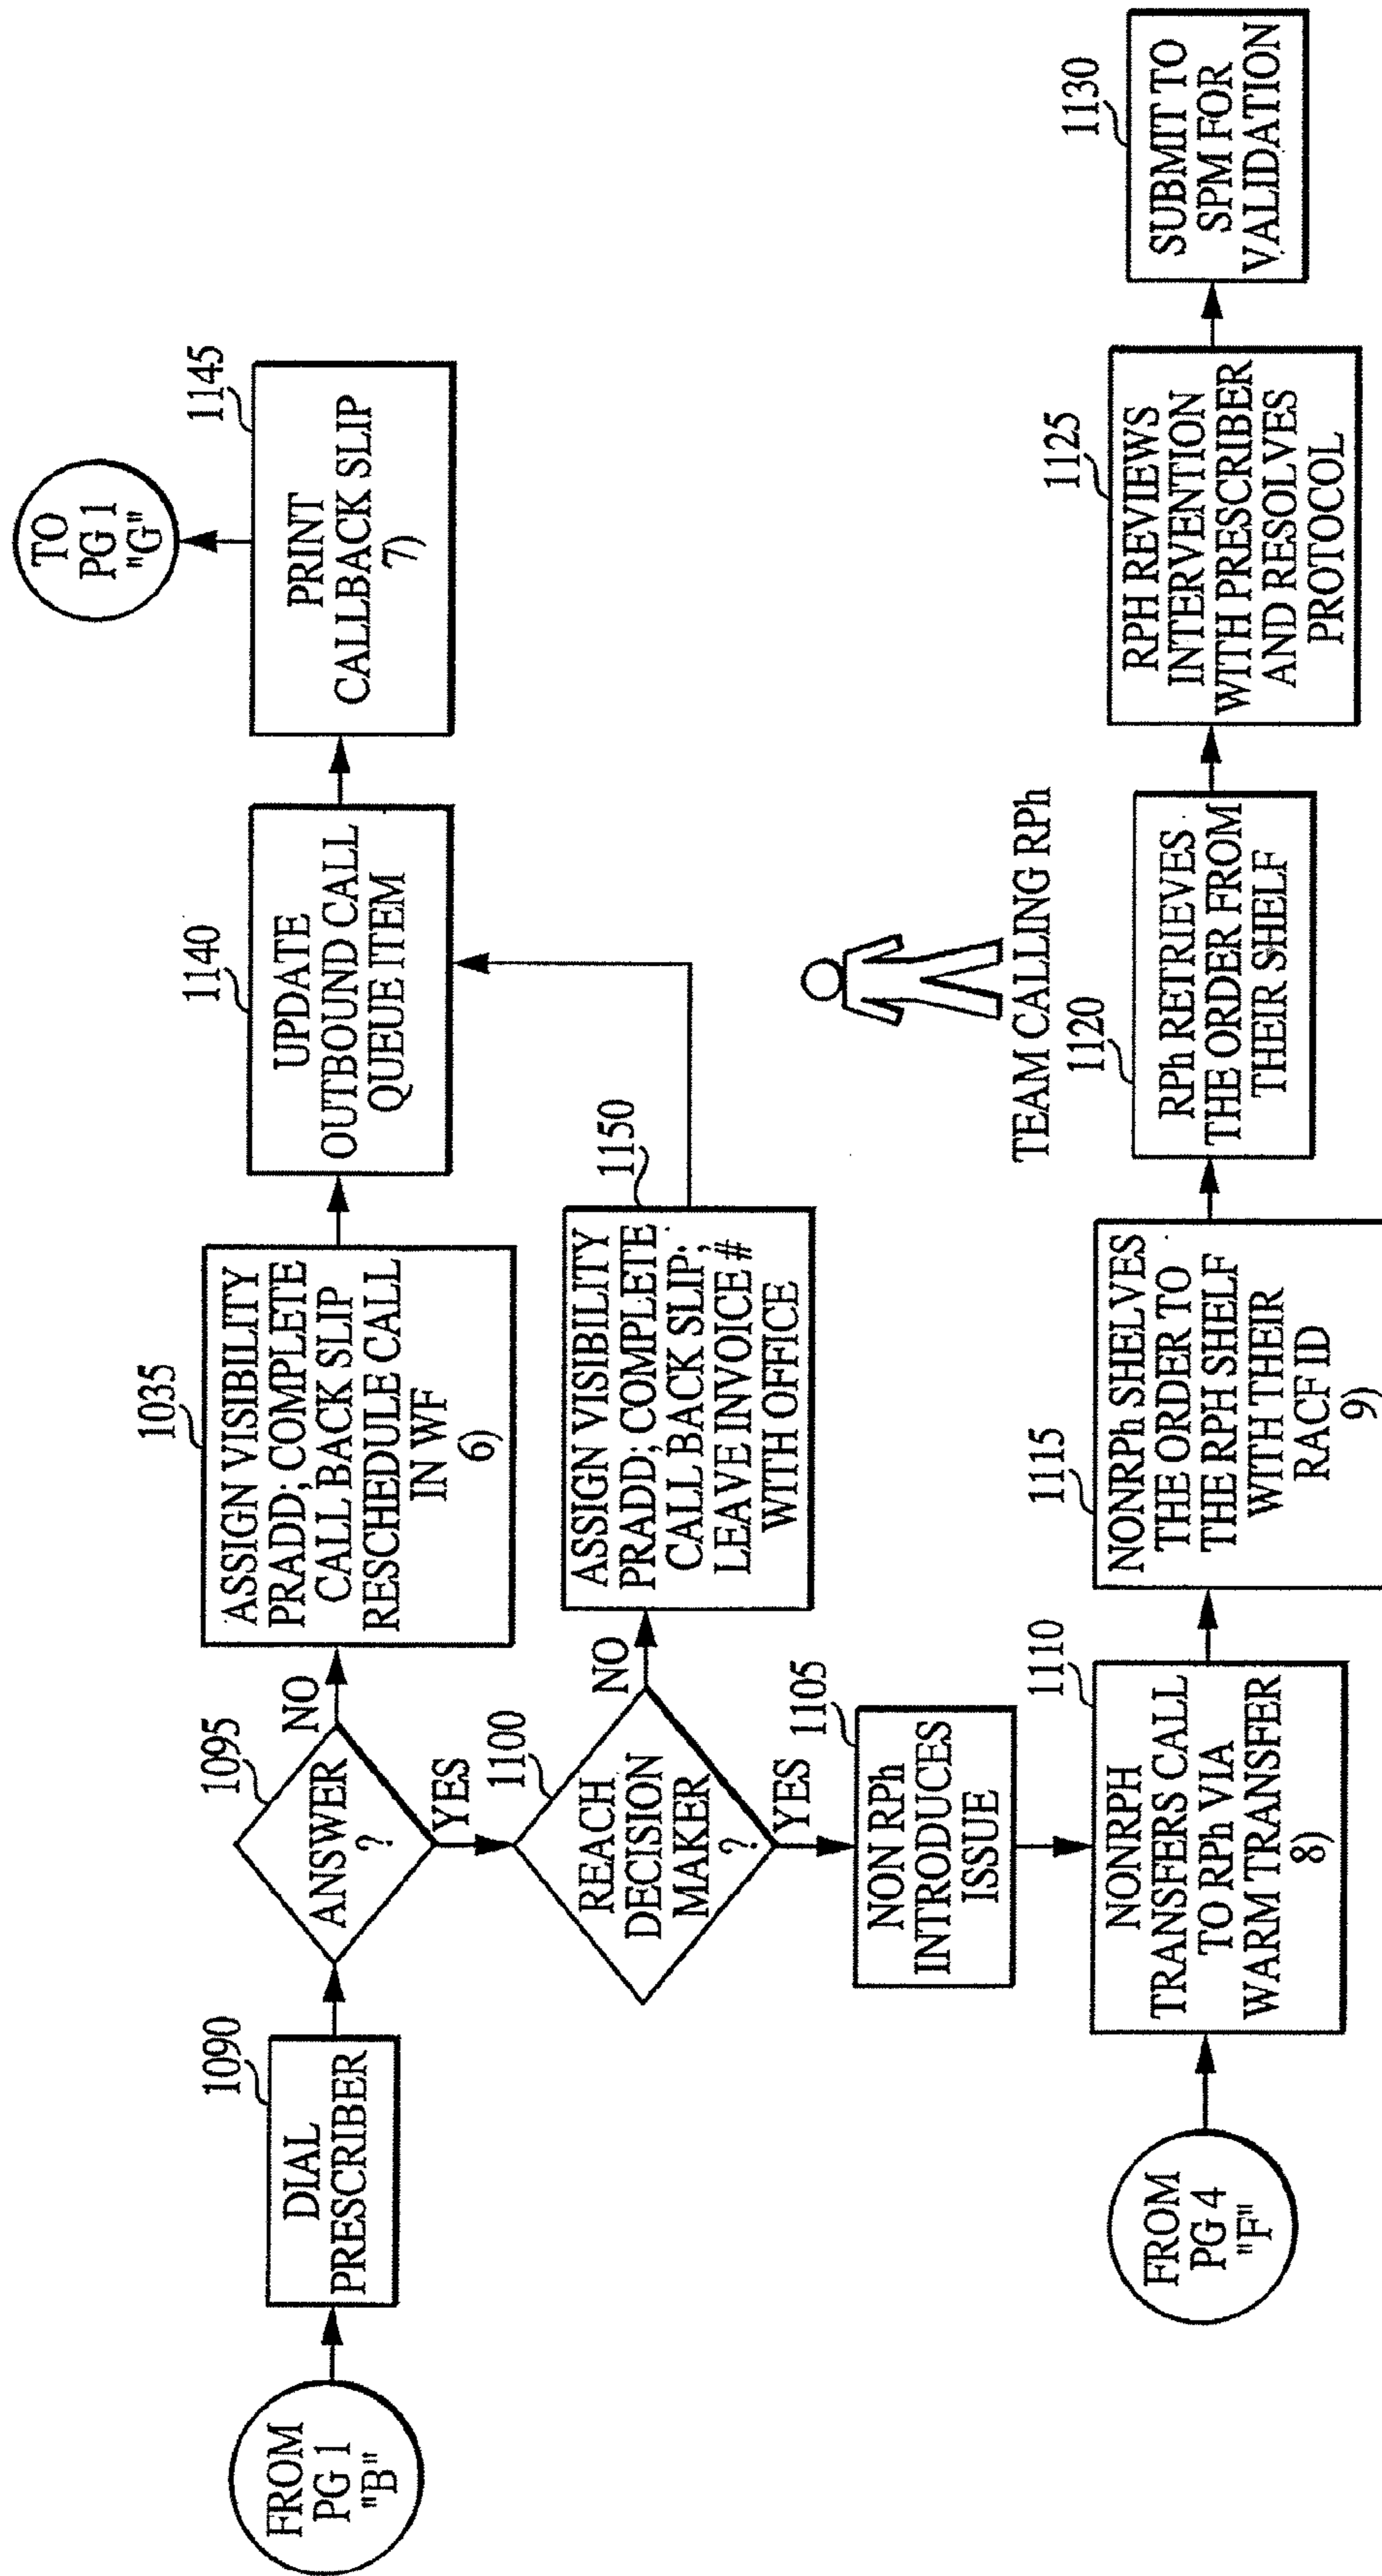 FROM
PG 1
"B"
1090
DIAL
PRESCRIBER
1095
ANSWER
?
NO
YES
1035
ASSIGN VISIBILITY
PRADD; COMPLETE
CALL BACK SLIP
RESCHEDULE CALL
IN WF
6)
1140
UPDATE
OUTBOUND CALL
QUEUE ITEM
1145
PRINT
CALLBACK SLIP
7)
TO
PG 1
"G"
1100
REACH
DECISION
MAKER
?
NO
YES
1150
ASSIGN VISIBILITY
PRADD; COMPLETE
CALL BACK SLIP;
LEAVE INVOICE #
WITH OFFICE
1105
NON RPh
INTRODUCES
ISSUE
TEAM CALLING RPh
FROM
PG 4
"F"
1110
NONRPH
TRANSFERS CALL
TO RPh VIA
WARM TRANSFER
8)
1115
NONRPh SHELVES
THE ORDER TO
THE RPH SHELF
WITH THEIR
RACF ID
9)
1120
RPh RETRIEVES
THE ORDER FROM
THEIR SHELF
1125
RPH REVIEWS
INTERVENTION
WITH PRESCRIBER
AND RESOLVES
PROTOCOL
1130
SUBMIT TO
SPM FOR
VALIDATION